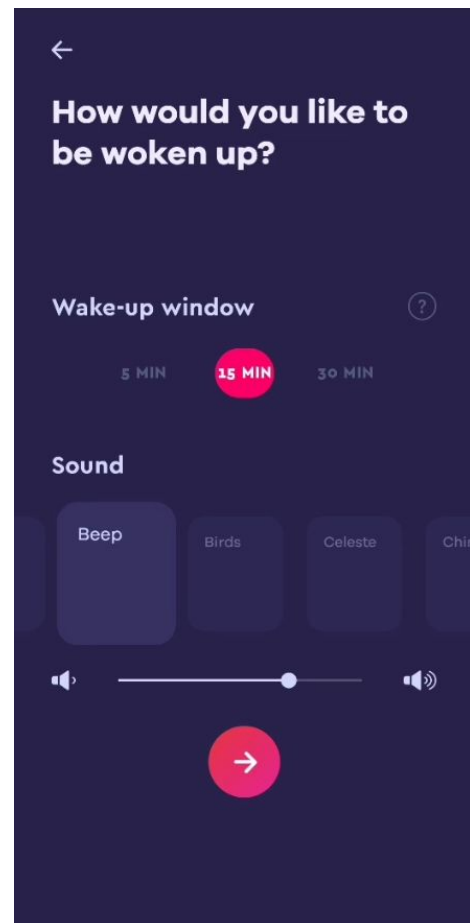 How would you like to
be woken up?
Wake-up window
?
5 MIN 15 MIN 30 MIN
Sound
Beep Birds Celeste Chi